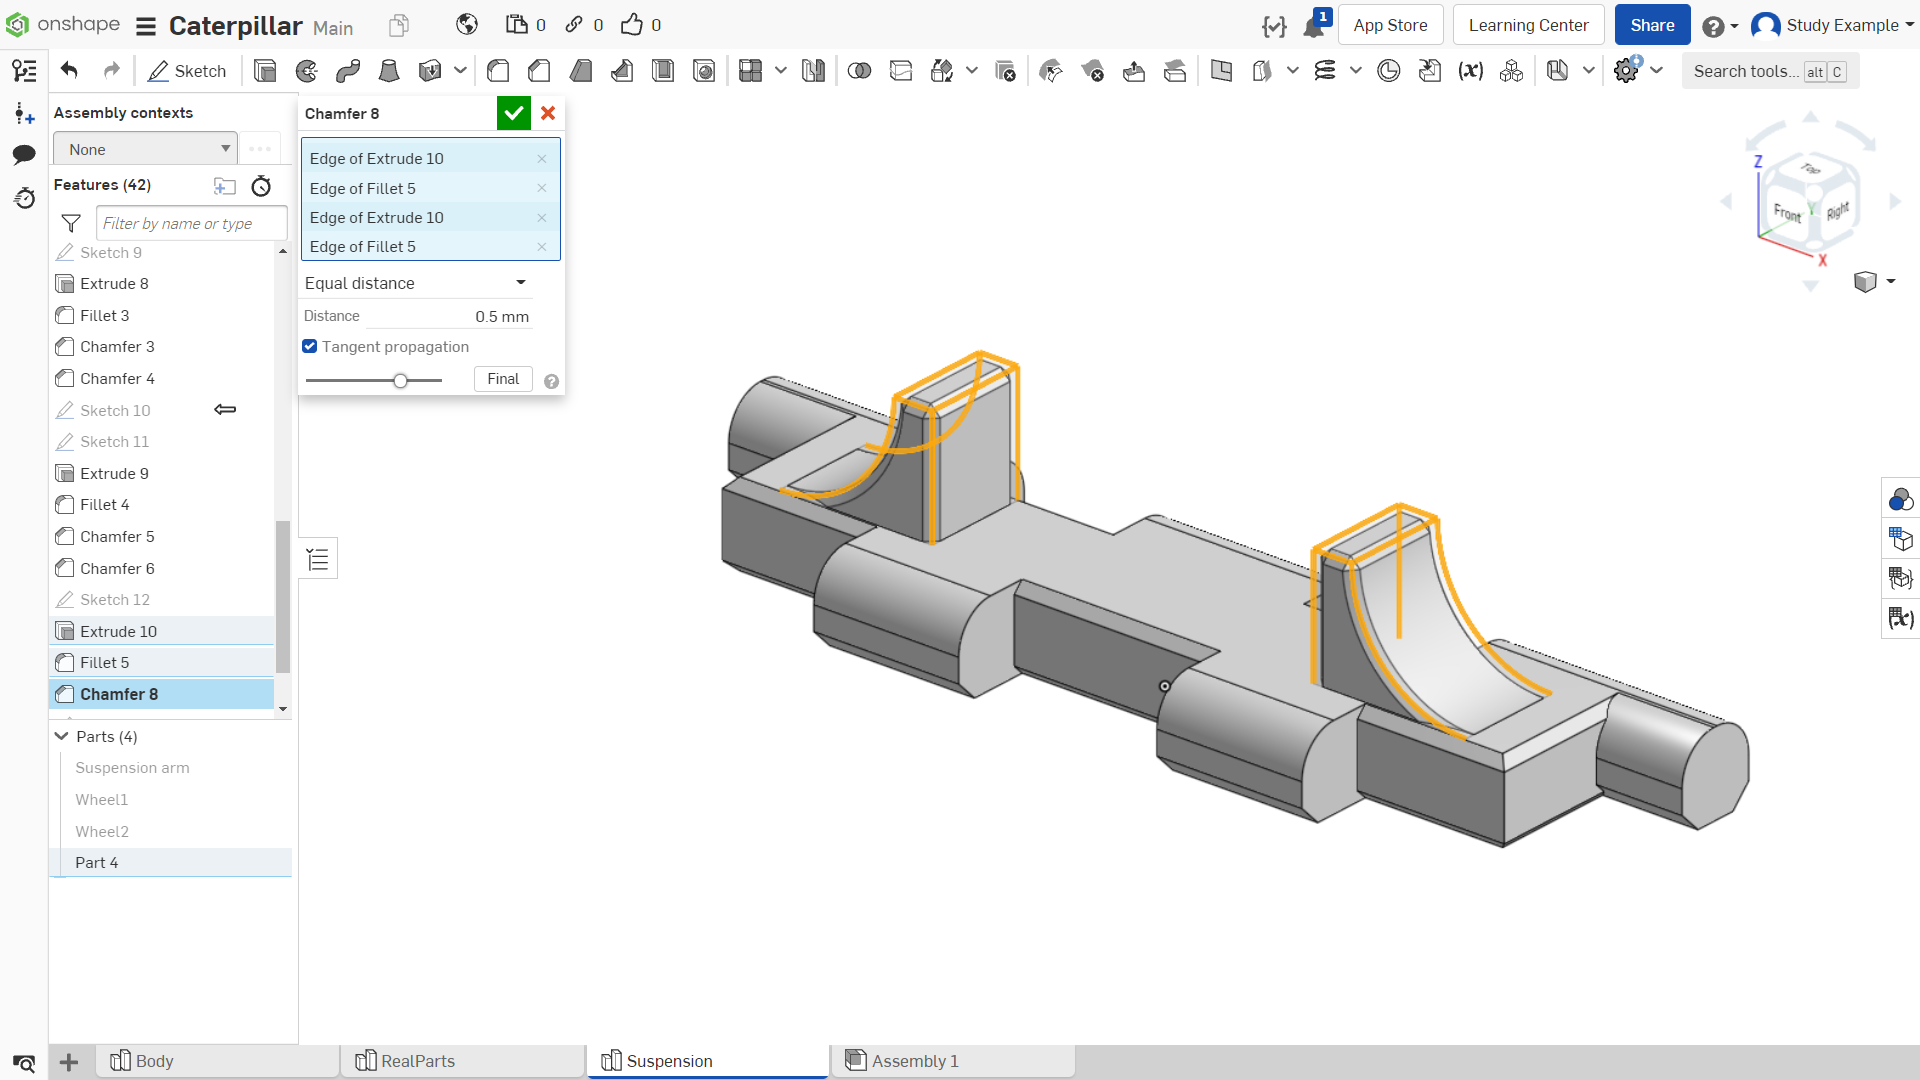 onshape Caterpillar Main 0 0 0 1 App Store Learning Center Share Study Example
Sketch Search tools... alt C
Assembly contexts
None
Features (42)
Filter by name or type
Sketch 9
Extrude 8
Fillet 3
Chamfer 3
Chamfer 4
Sketch 10
Sketch 11
Extrude 9
Fillet 4
Chamfer 5
Chamfer 6
Sketch 12
Extrude 10
Fillet 5
Chamfer 8
Parts (4)
Suspension arm
Wheel1
Wheel2
Part 4
Chamfer 8
Edge of Extrude 10
Edge of Fillet 5
Edge of Extrude 10
Edge of Fillet 5
Equal distance
Distance 0.5 mm
Tangent propagation
Final
Z
Top
Front Y Right
X
Body RealParts Suspension Assembly 1